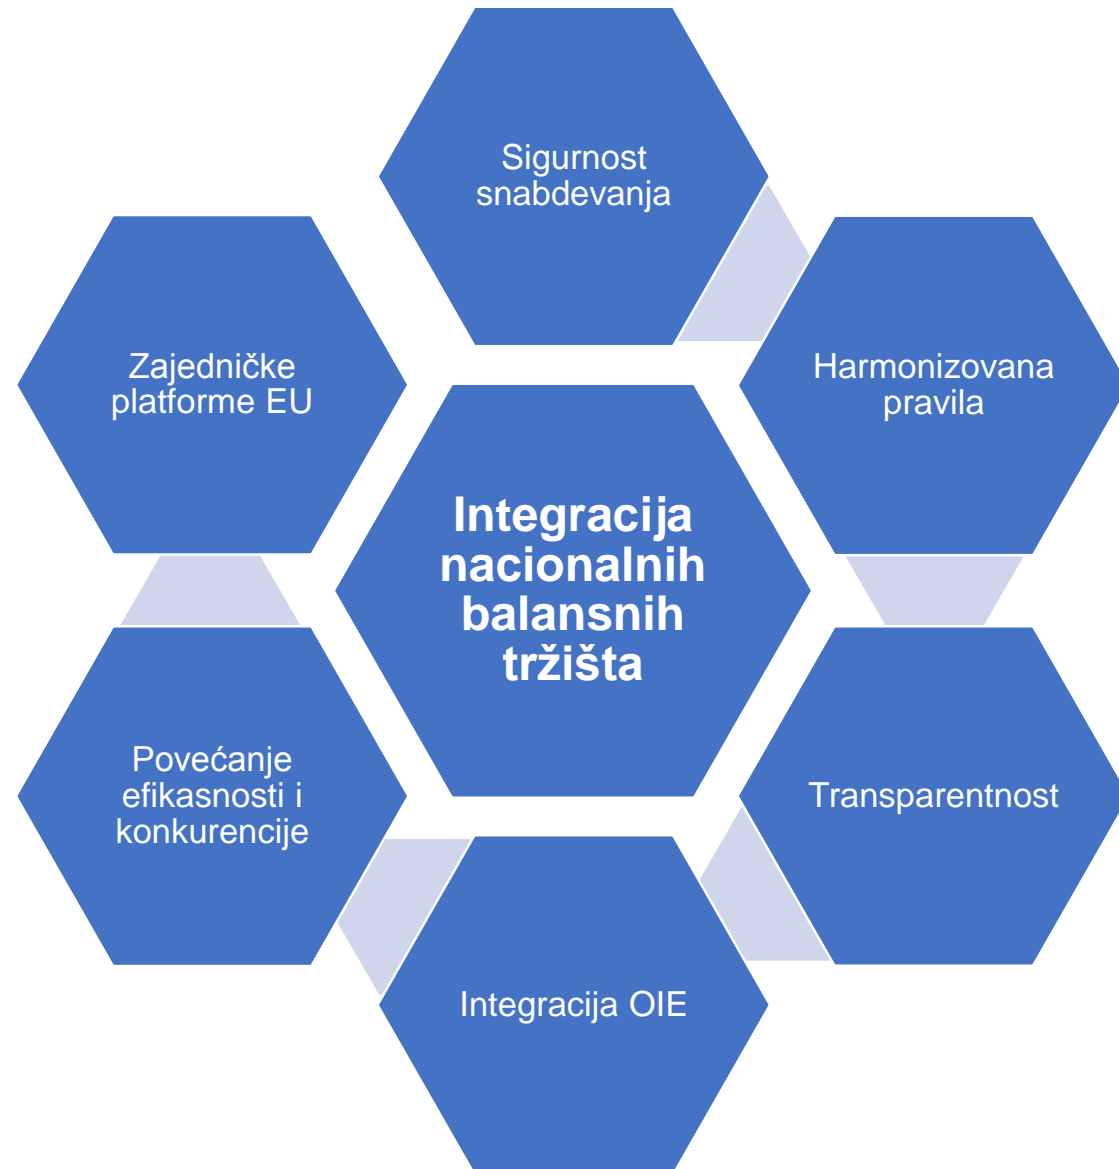 Sigurnost
snabdevanja
Zajedničke
platforme EU
Harmonizovana
pravila
Integracija
nacionalnih
balansnih
tržišta
Povećanje
efikasnosti i
konkurencije
Transparentnost
Integracija OIE